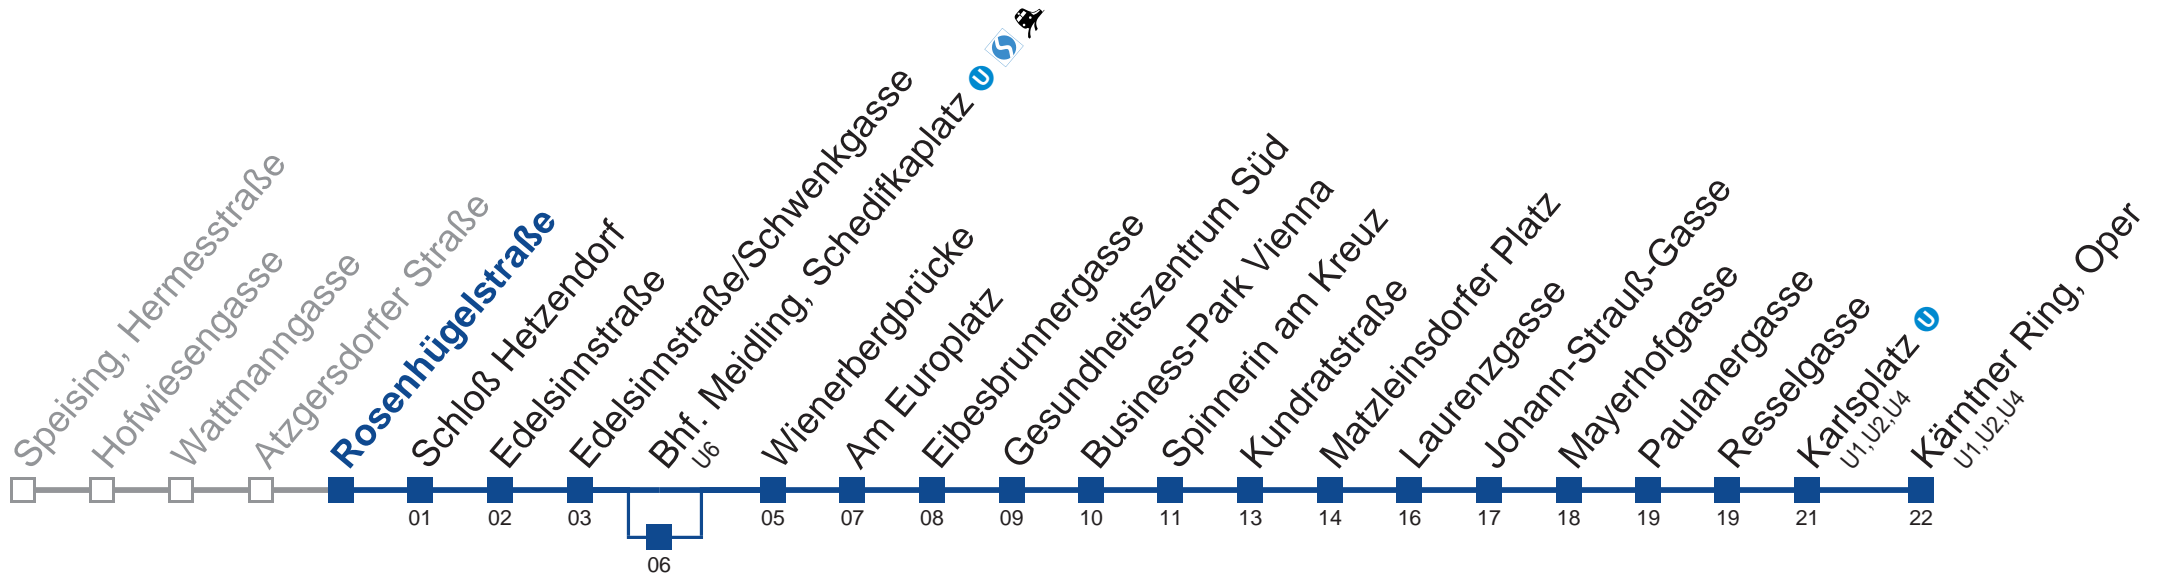 Speising, Hermesstraße
Hofwiesengasse
Wattmanngasse
Atzgersdorfer Straße
Rosenhügelstraße
Schloß Hetzendorf
Edelsinnstraße
Edelsinnstraße/Schwenkgasse
Bhf. Meidling, Schedifkaplatz U
U6
Wienerbergbrücke
Am Europlatz
Eibesbrunnergasse
Gesundheitszentrum Süd
Business-Park Vienna
Spinnerin am Kreuz
Kundratstraße
Matzleinsdorfer Platz
Laurenzgasse
Johann-Strauß-Gasse
Mayerhofgasse
Paulanergasse
Resselgasse
Karlsplatz U
U1,U2,U4
Kärntner Ring, Oper
U1,U2,U4
01 02 03 05 07 08 09 10 11 13 14 16 17 18 19 19 21 22
06